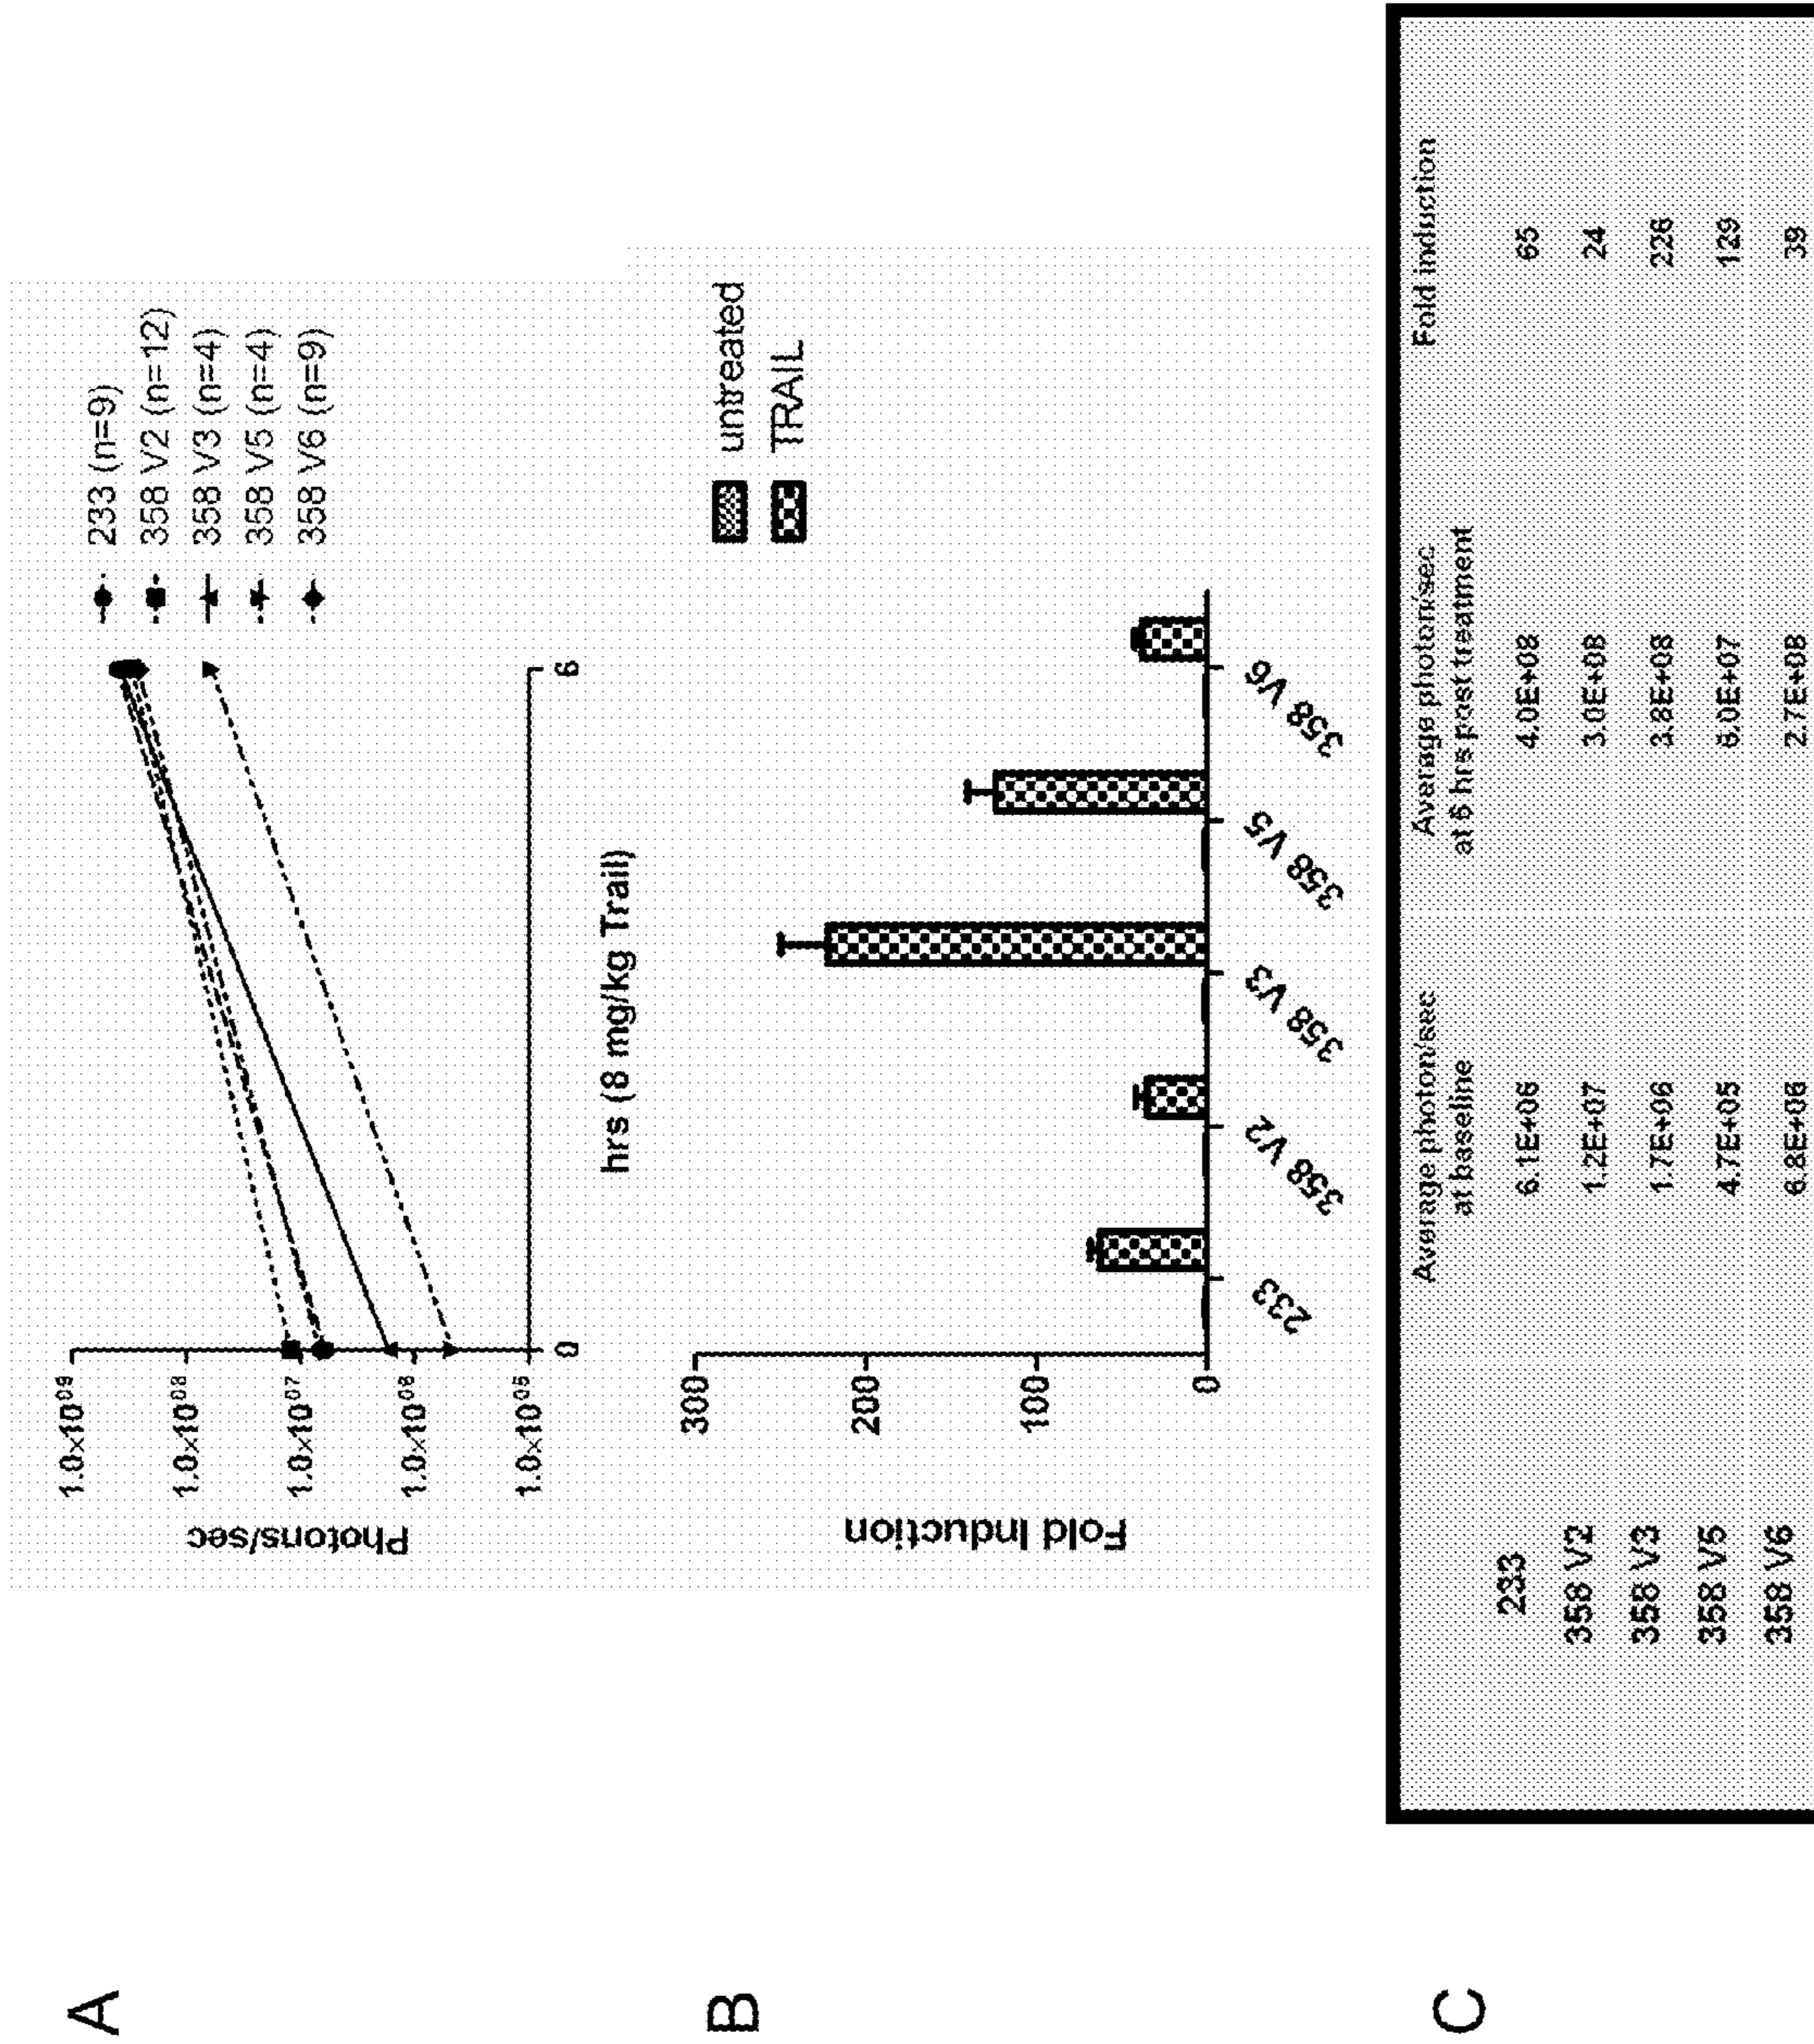 A
1.0×10⁰⁹
1.0×10⁰⁸
1.0×10⁰⁷
1.0×10⁰⁶
1.0×10⁰⁵
Photons/sec
0
6
hrs (8 mg/kg Trail)
233 (n=9)
358 V2 (n=12)
358 V3 (n=4)
358 V5 (n=4)
358 V6 (n=9)
B
300
200
100
0
Fold Induction
233
358 V2
358 V3
358 V5
358 V6
untreated
TRAIL
C
Average photon/sec at baseline Average photon/sec at 6 hrs post treatment Fold induction
233 6.1E+06 4.0E+08 65
358 V2 1.2E+07 3.0E+08 24
358 V3 1.7E+06 3.8E+08 226
358 V5 4.7E+05 6.0E+07 129
358 V6 6.8E+06 2.7E+08 39